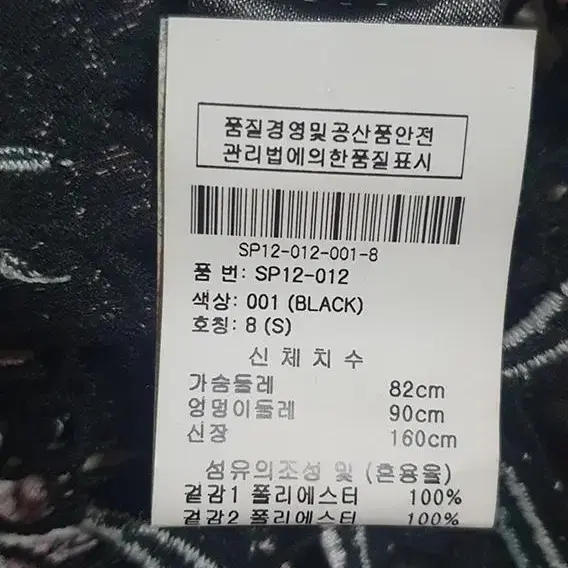 품질경영및공산품안전
관리법에의한품질표시
SP12-012-001-8
품 번: SP12-012
색상: 001 (BLACK)
호칭: 8 (S)
신 체 치 수
가슴둘레 82cm
엉덩이둘레 90cm
신장 160cm
섬유의조성 및 (혼용율)
겉감1 폴리에스터 100%
겉감2 폴리에스터 100%